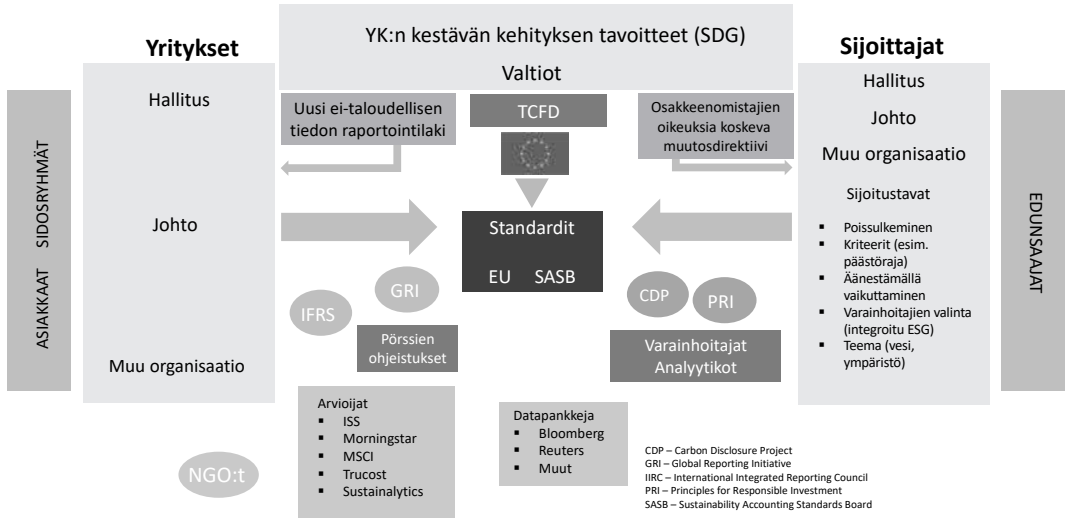 YK:n kestävän kehityksen tavoitteet (SDG)
Valtiot
Yritykset
Sijoittajat
ASIAKKAAT SIDOSRYHMÄT
Hallitus
Johto
Muu organisaatio
Uusi ei-taloudellisen
tiedon raportointilaki
TCFD
Osakkeenomistajien
oikeuksia koskeva
muutosdirektiivi
Standardit
EU SASB
IFRS
GRI
CDP
PRI
Pörssien
ohjeistukset
Varainhoitajat
Analyytikot
Hallitus
Johto
Muu organisaatio
Sijoitustavat
▪ Poissulkeminen
▪ Kriteerit (esim.
päästöraja)
▪ Äänestämällä
vaikuttaminen
▪ Varainhoitajien valinta
(integroitu ESG)
▪ Teema (vesi,
ympäristö)
EDUNSAAJAT
NGO:t
Arvioijat
▪ ISS
▪ Morningstar
▪ MSCI
▪ Trucost
▪ Sustainalytics
Datapankkeja
▪ Bloomberg
▪ Reuters
▪ Muut
CDP – Carbon Disclosure Project
GRI – Global Reporting Initiative
IIRC – International Integrated Reporting Council
PRI – Principles for Responsible Investment
SASB – Sustainability Accounting Standards Board